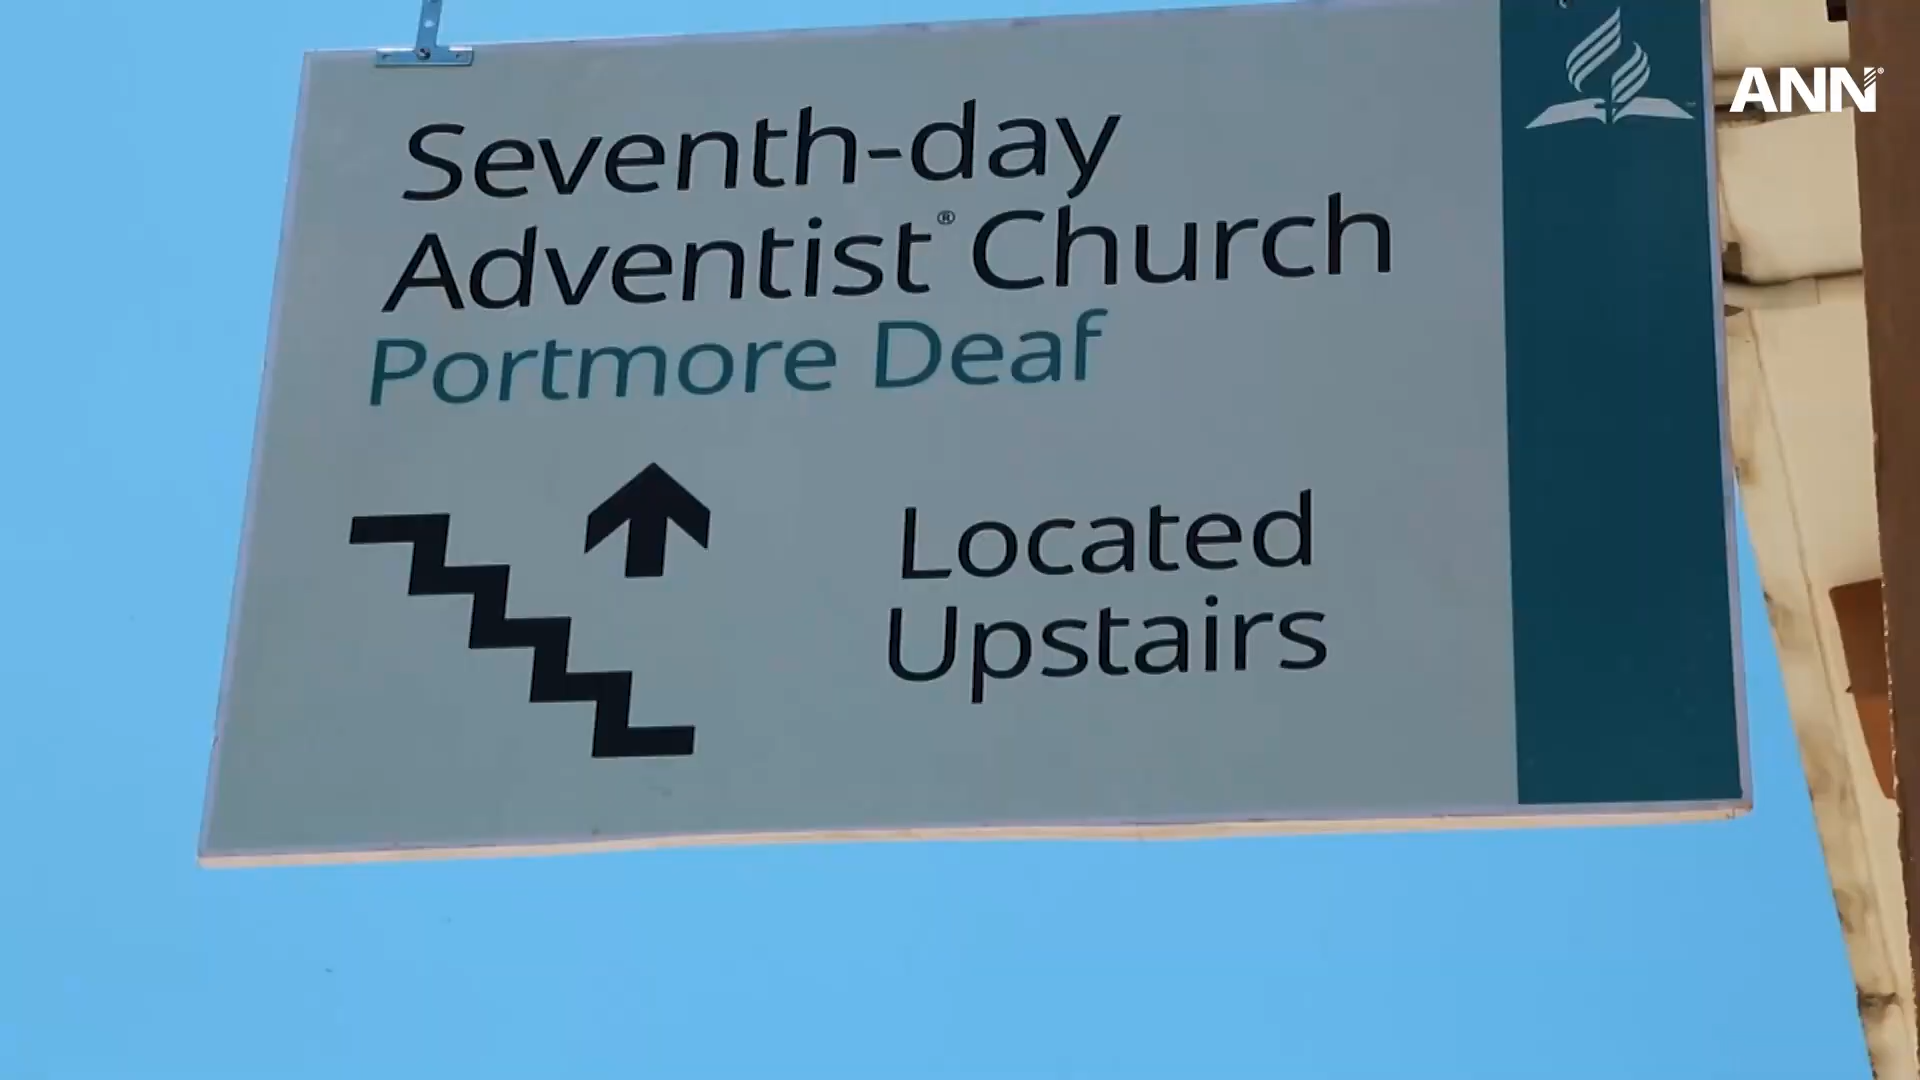 Seventh-day
Adventist® Church
Portmore Deaf
Located
Upstairs
ANN®